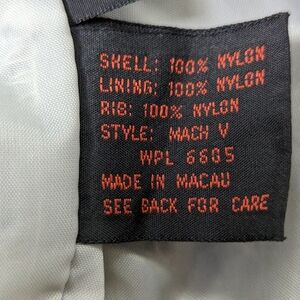 SHELL: 100% NYLON
LINING: 100% NYLON
RIB: 100% NYLON
STYLE: MACH V
WPL 6605
MADE IN MACAU
SEE BACK FOR CARE